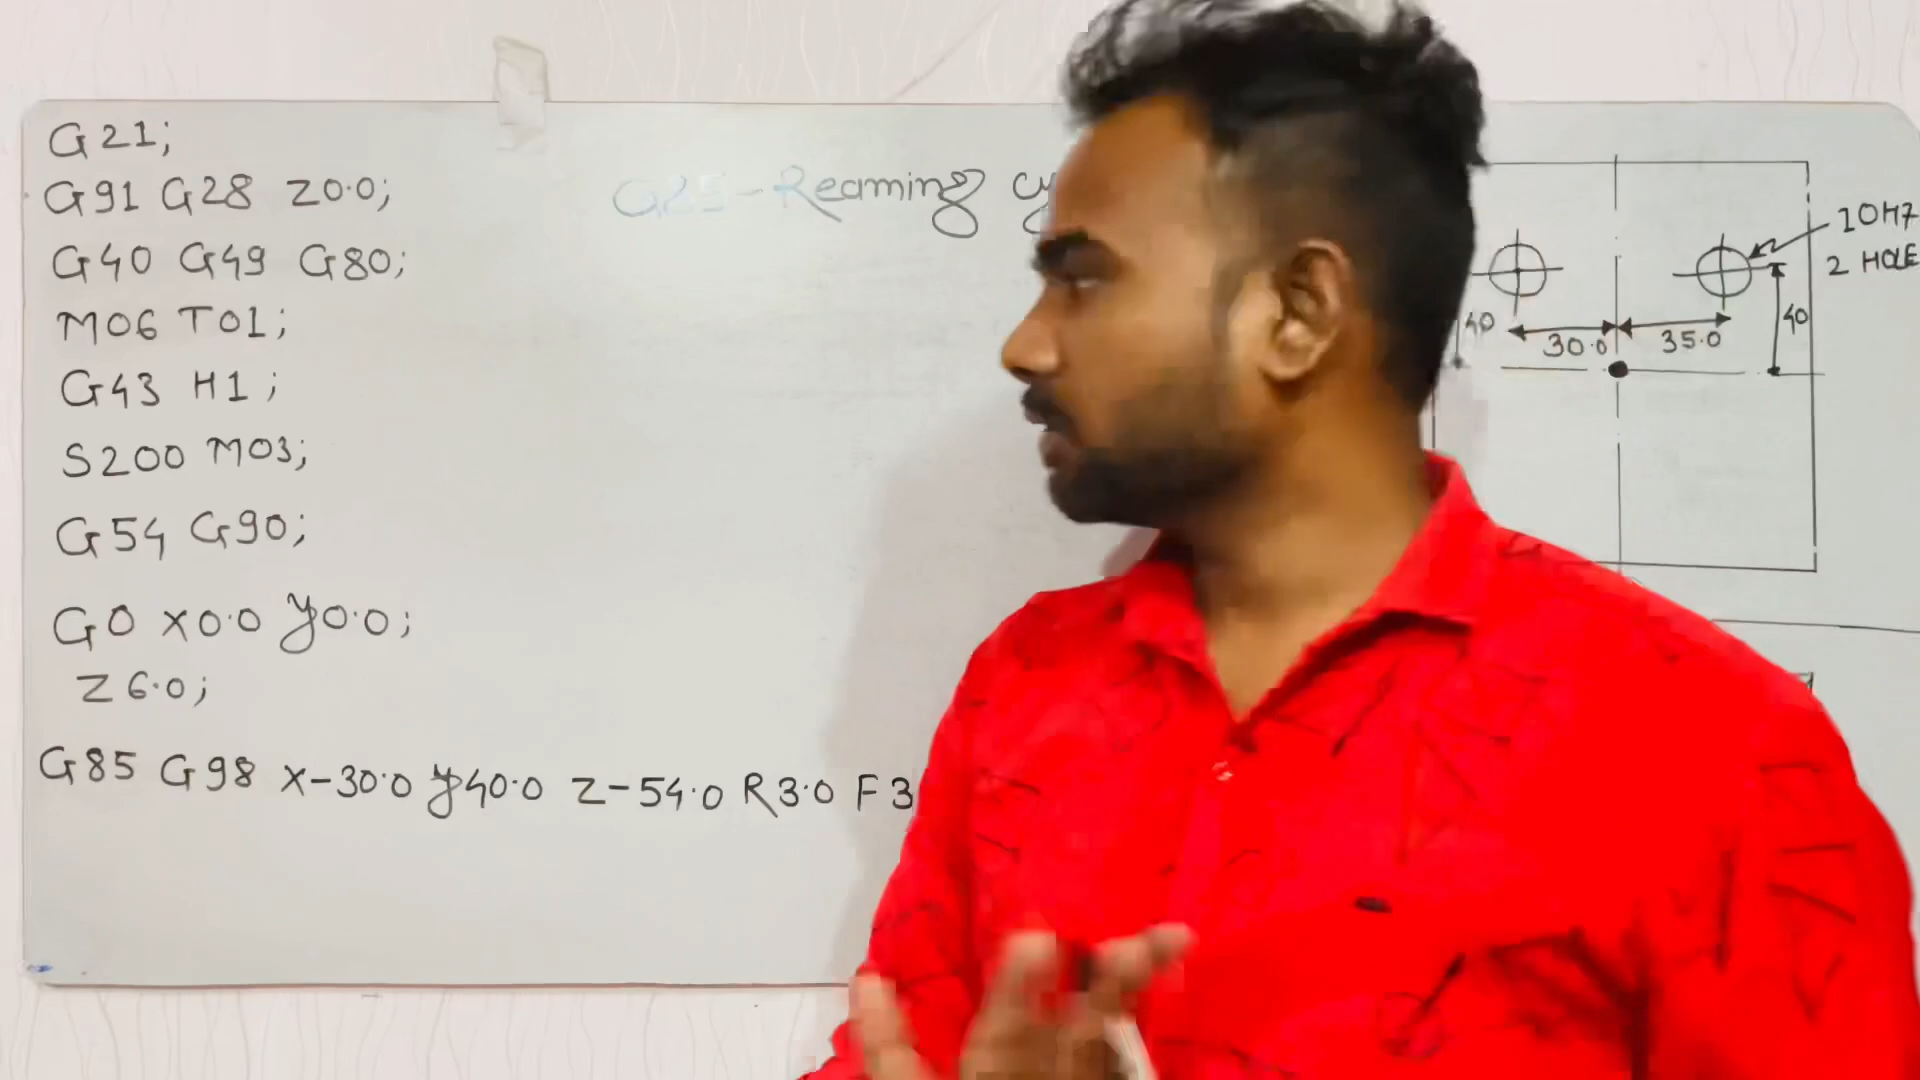 G21;
G91 G28 Z0.0;
G40 G49 G80;
M06 T01;
G43 H1;
S200 M03;
G54 G90;
G0 X0.0 Y0.0;
Z6.0;
G85 G98 X-30.0 Y40.0 Z-54.0 R3.0 F3
G85-Reaming cy
10H7
2 HOLE
40
30.0
35.0
40